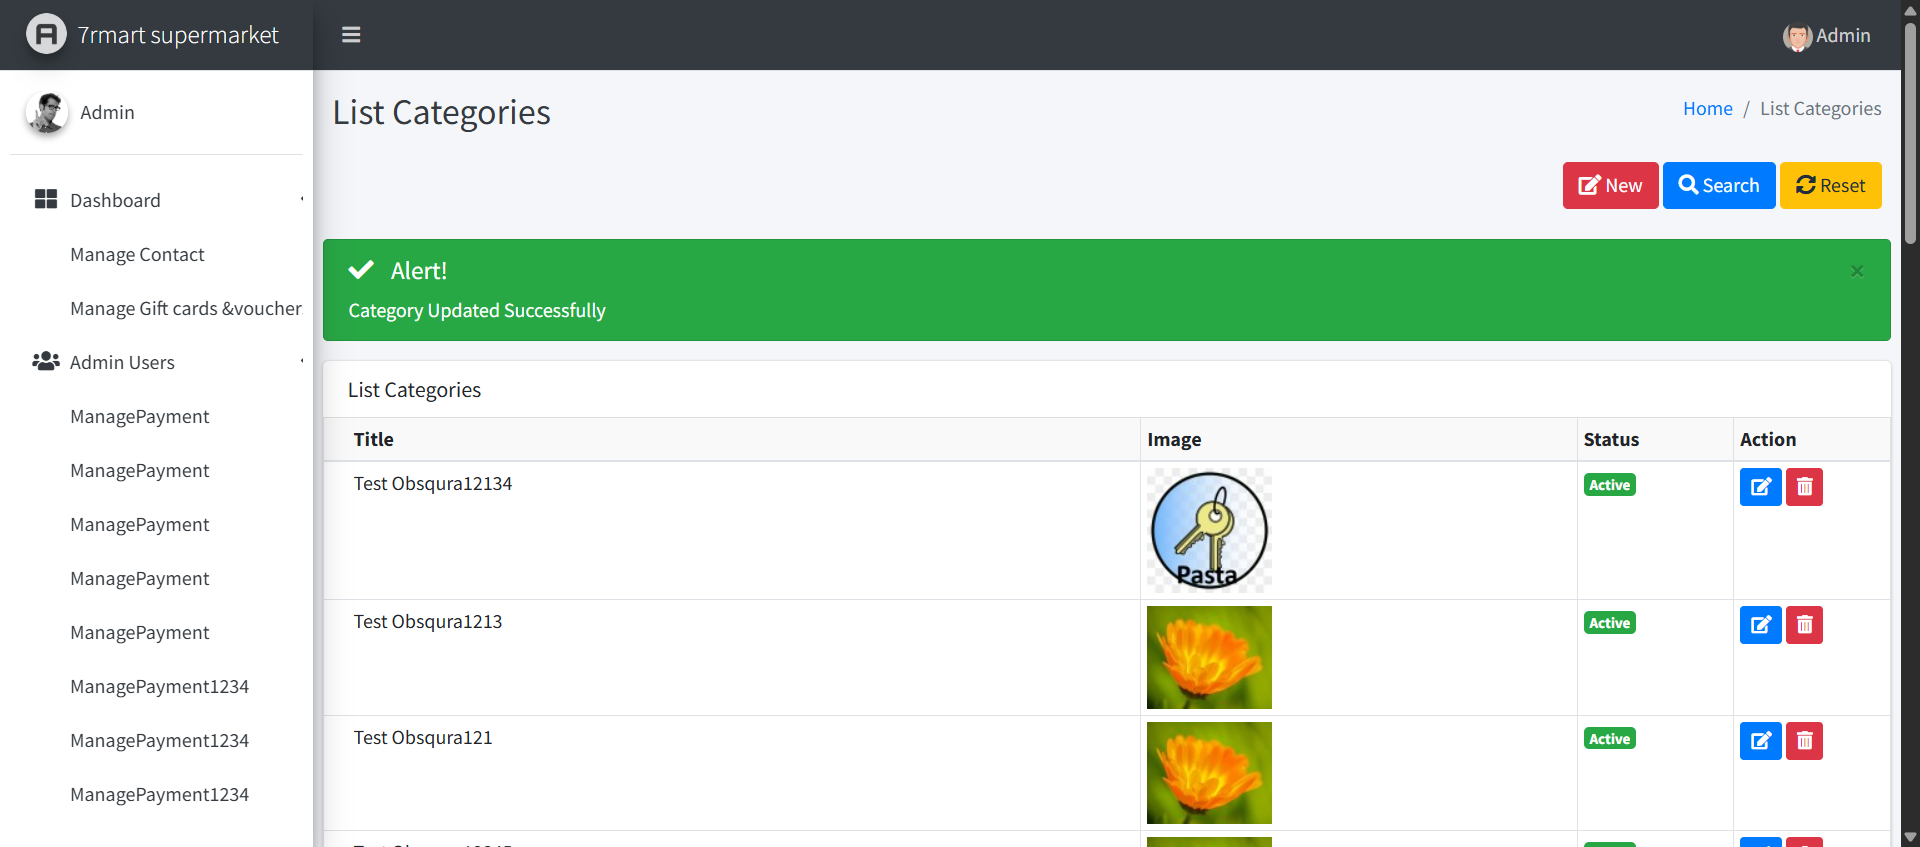 7rmart supermarket
Admin
Admin
Dashboard
Manage Contact
Manage Gift cards &voucher
Admin Users
ManagePayment
ManagePayment
ManagePayment
ManagePayment
ManagePayment
ManagePayment1234
ManagePayment1234
ManagePayment1234
List Categories
Home / List Categories
New Search Reset
Alert!
×
Category Updated Successfully
List Categories
Title Image Status Action
Test Obsqura12134 Active
Pasta
Test Obsqura1213 Active
Test Obsqura121 Active